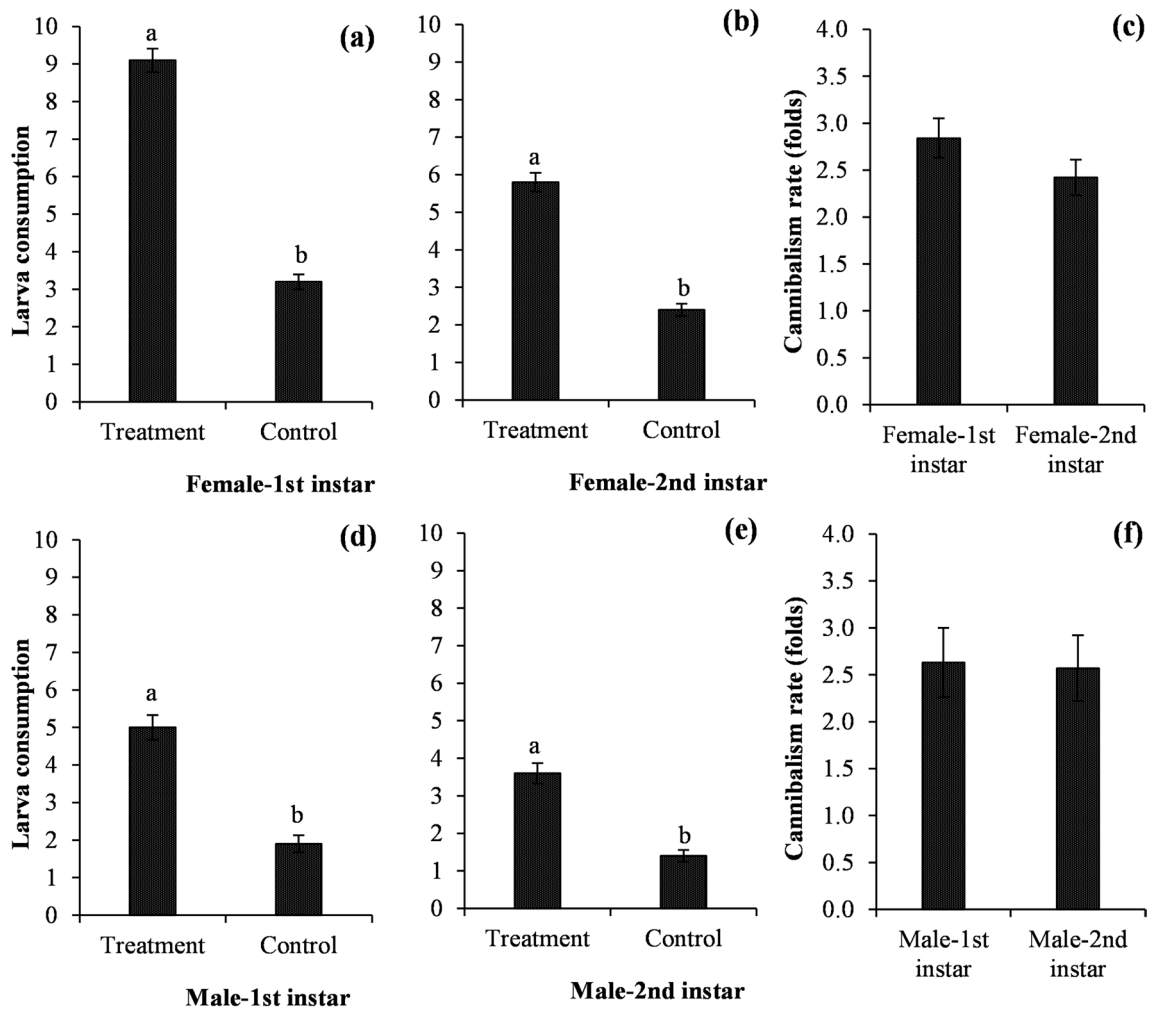 (a)
Larva consumption
10
9
8
7
6
5
4
3
2
1
0
a
b
Treatment Control
Female-1st instar
(b)
10
9
8
7
6
5
4
3
2
1
0
a
b
Treatment Control
Female-2nd instar
(c)
Cannibalism rate (folds)
4.0
3.5
3.0
2.5
2.0
1.5
1.0
0.5
0.0
Female-1st instar
Female-2nd instar
(d)
Larva consumption
10
9
8
7
6
5
4
3
2
1
0
a
b
Treatment Control
Male-1st instar
(e)
10
9
8
7
6
5
4
3
2
1
0
a
b
Treatment Control
Male-2nd instar
(f)
Cannibalism rate (folds)
4.0
3.5
3.0
2.5
2.0
1.5
1.0
0.5
0.0
Male-1st instar
Male-2nd instar